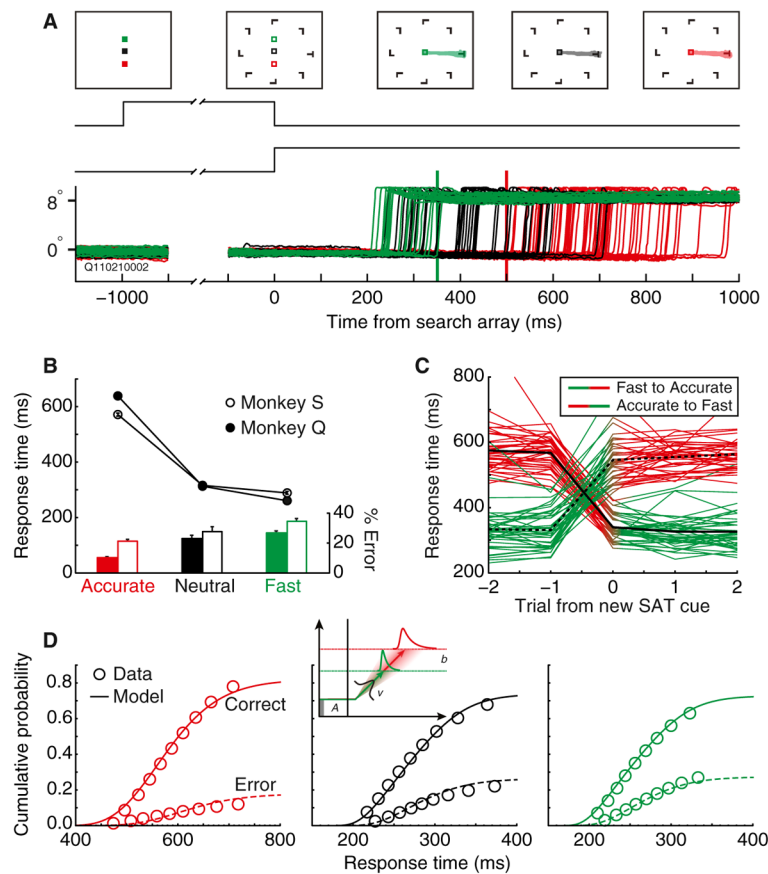 A
8°
0°
Q110210002
−1000 0 200 400 600 800 1000
Time from search array (ms)
B
Response time (ms)
600
400
200
0
Monkey S
Monkey Q
40
20
0
% Error
Accurate Neutral Fast
C
Response time (ms)
800
600
400
200
Fast to Accurate
Accurate to Fast
−2 −1 0 1 2
Trial from new SAT cue
D
Cumulative probability
0.8
0.6
0.4
0.2
0.0
Data
Model
Correct
Error
400 600 800
A
v
b
200 300 400
200 300 400
Response time (ms)